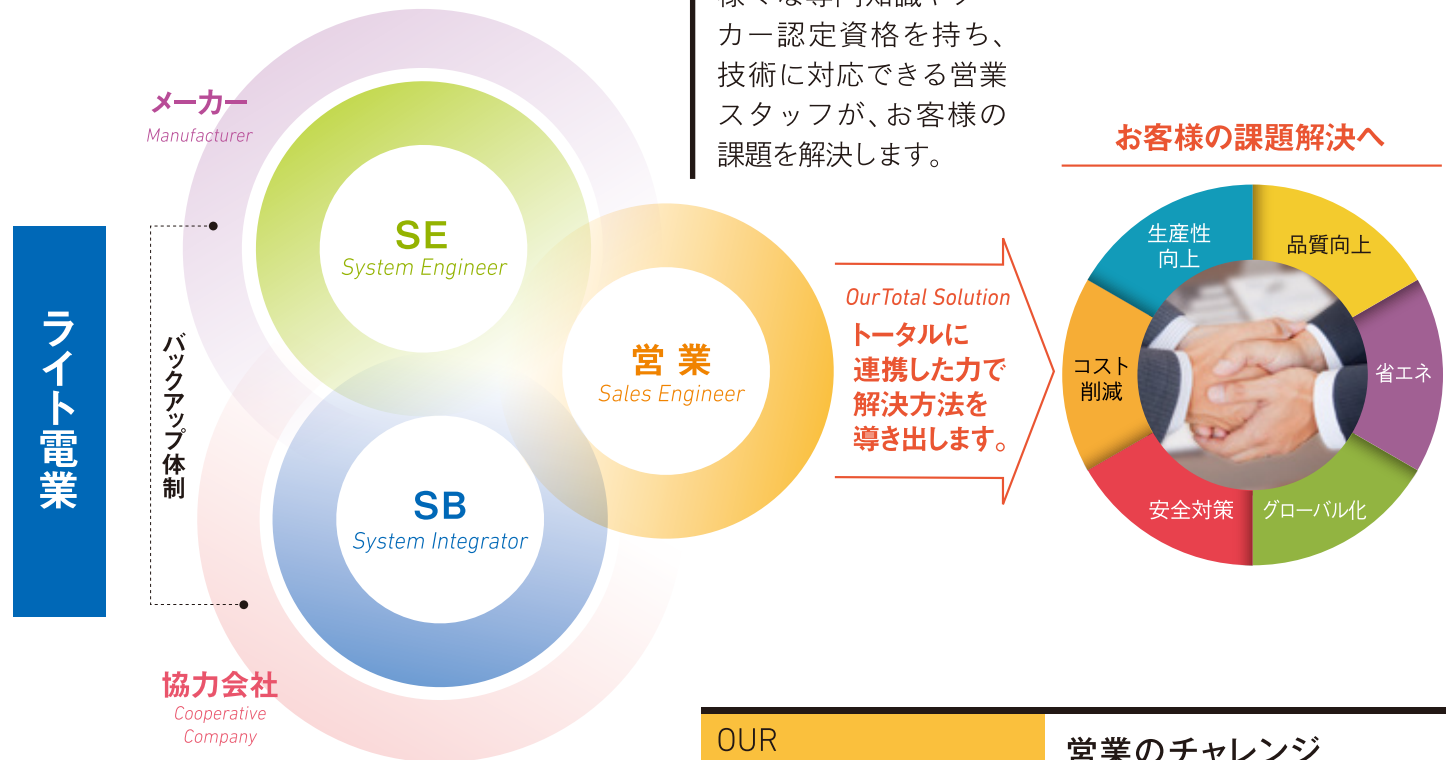 カー認定資格を持ち、
技術に対応できる営業
スタッフが、お客様の
課題を解決します。
メーカー
Manufacturer
SE
System Engineer
ライト電業
バックアップ体制
営業
Sales Engineer
SB
System Integrator
協力会社
Cooperative
Company
OurTotal Solution
トータルに
連携した力で
解決方法を
導き出します。
お客様の課題解決へ
生産性
向上
品質向上
コスト
削減
省エネ
安全対策
グローバル化
OUR
営業のチャレンジ